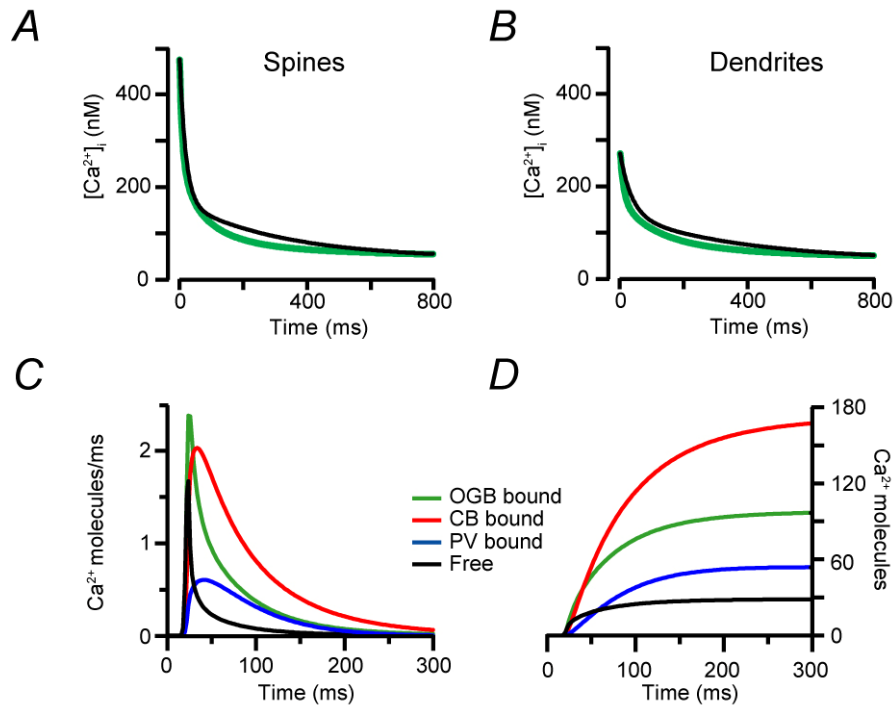 A
B
Spines
Dendrites
[Ca²⁺]ᵢ (nM)
400
200
0
0
400
800
Time (ms)
[Ca²⁺]ᵢ (nM)
400
200
0
0
400
800
Time (ms)
C
D
Ca²⁺ molecules/ms
2
1
0
0
100
200
300
Time (ms)
OGB bound
CB bound
PV bound
Free
180
120
60
0
Ca²⁺ molecules
0
100
200
300
Time (ms)